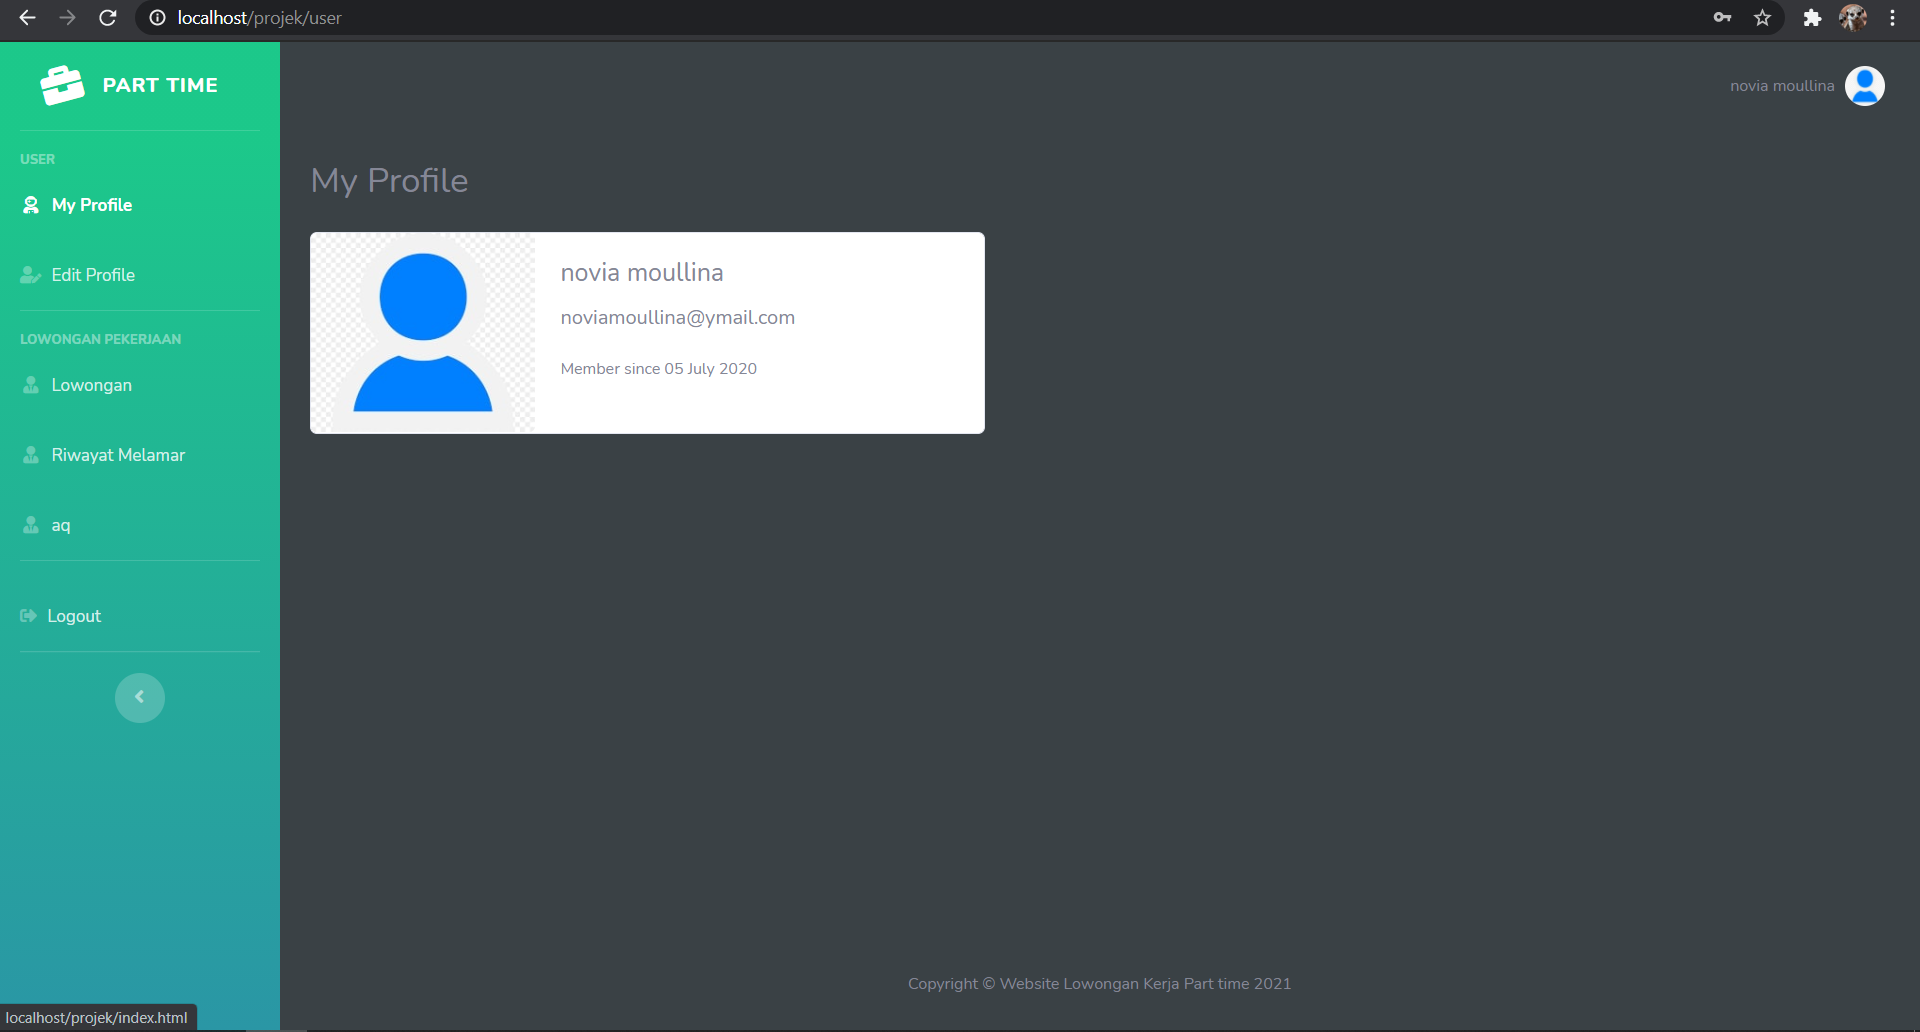 localhost/projek/user
PART TIME
novia moullina
USER
My Profile
Edit Profile
LOWONGAN PEKERJAAN
Lowongan
Riwayat Melamar
aq
Logout
My Profile
novia moullina
noviamoullina@ymail.com
Member since 05 July 2020
Copyright © Website Lowongan Kerja Part time 2021
localhost/projek/index.html